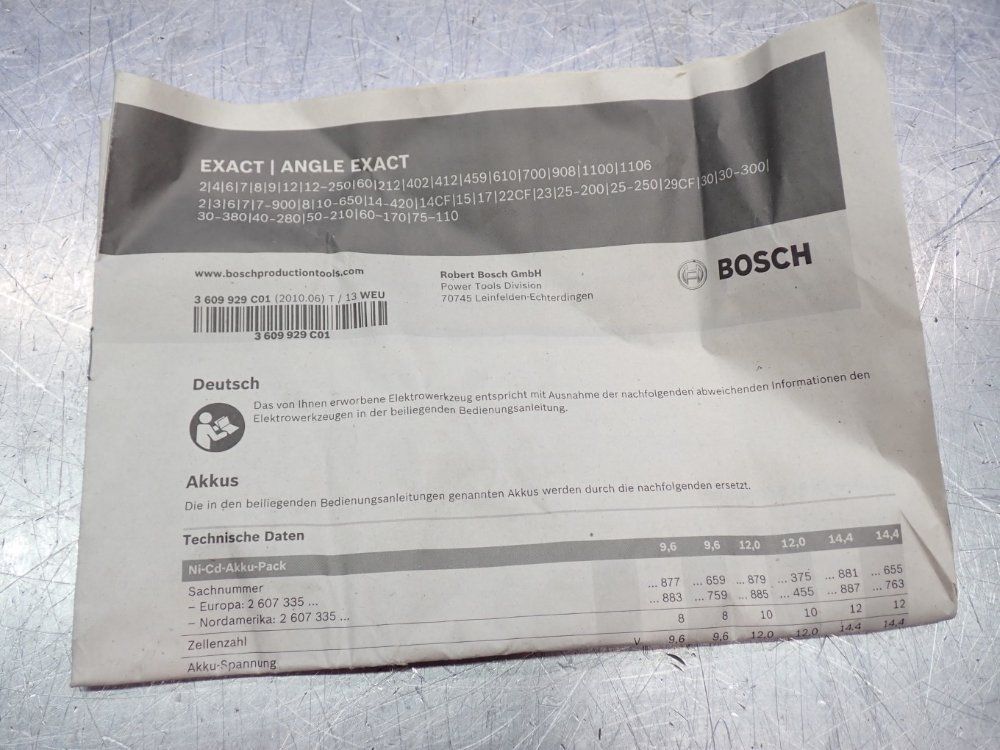 EXACT | ANGLE EXACT
2|4|6|7|8|9|12|12-250|60|212|402|412|459|610|700|908|1100|1106
2|3|6|7|7-900|8|10-650|14-420|14CF|15|17|22CF|23|25-200|25-250|29CF|30|30-300|
30-380|40-280|50-210|60-170|75-110
www.boschproductiontools.com
3 609 929 C01 (2010.06) T / 13 WEU
3 609 929 C01
Robert Bosch GmbH
Power Tools Division
70745 Leinfelden-Echterdingen
BOSCH
Deutsch
Das von Ihnen erworbene Elektrowerkzeug entspricht mit Ausnahme der nachfolgenden abweichenden Informationen den
Elektrowerkzeugen in der beiliegenden Bedienungsanleitung.
Akkus
Die in den beiliegenden Bedienungsanleitungen genannten Akkus werden durch die nachfolgenden ersetzt.
Technische Daten
Ni-Cd-Akku-Pack 9,6 9,6 12,0 12,0 14,4 14,4
Sachnummer
– Europa: 2 607 335 ... ... 877 ... 659 ... 879 ... 375 ... 881 ... 655
– Nordamerika: 2 607 335 ... ... 883 ... 759 ... 885 ... 455 ... 887 ... 763
Zellenzahl 8 8 10 10 12 12
Akku-Spannung V 9,6 9,6 12,0 12,0 14,4 14,4